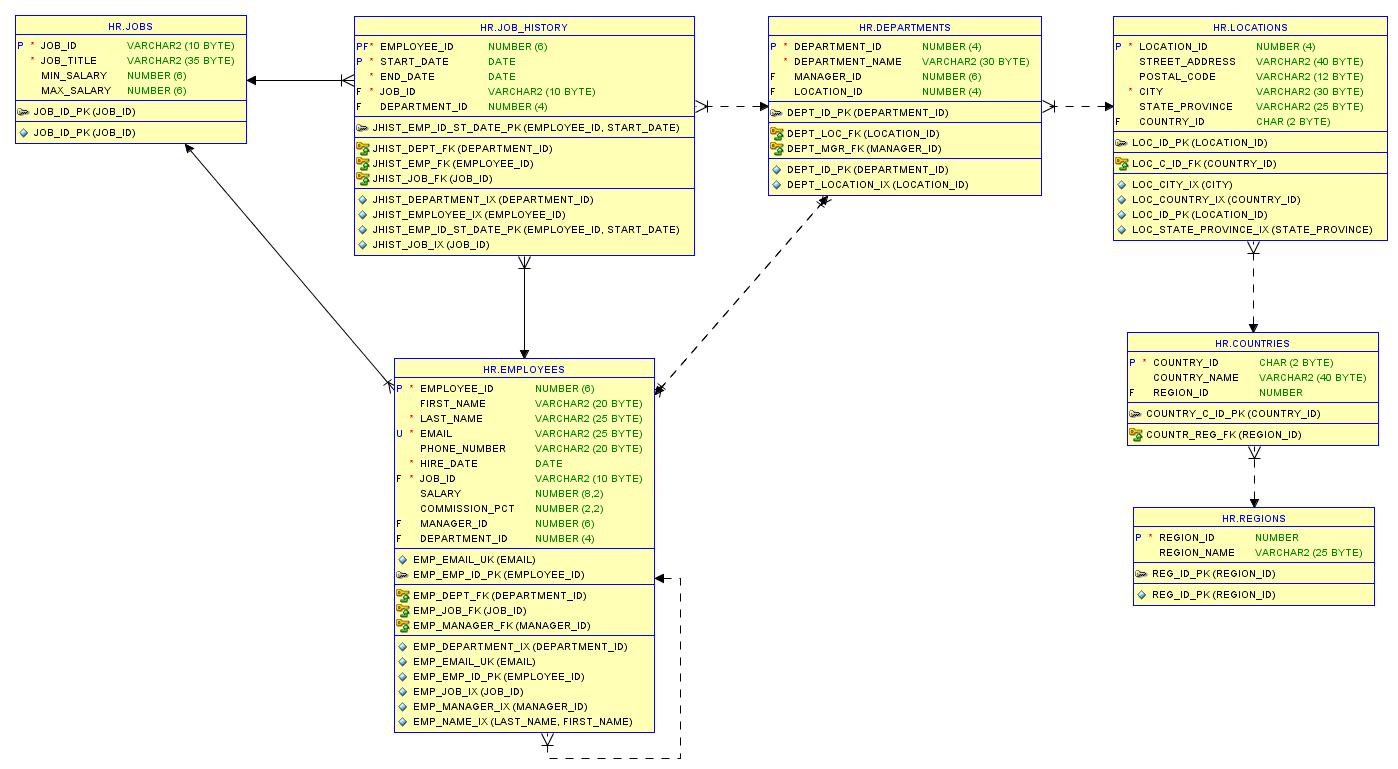 HR.JOBS
P * JOB_ID VARCHAR2 (10 BYTE)
* JOB_TITLE VARCHAR2 (35 BYTE)
MIN_SALARY NUMBER (6)
MAX_SALARY NUMBER (6)
JOB_ID_PK (JOB_ID)
JOB_ID_PK (JOB_ID)
HR.JOB_HISTORY
PF* EMPLOYEE_ID NUMBER (6)
P * START_DATE DATE
* END_DATE DATE
F * JOB_ID VARCHAR2 (10 BYTE)
F DEPARTMENT_ID NUMBER (4)
JHIST_EMP_ID_ST_DATE_PK (EMPLOYEE_ID, START_DATE)
JHIST_DEPT_FK (DEPARTMENT_ID)
JHIST_EMP_FK (EMPLOYEE_ID)
JHIST_JOB_FK (JOB_ID)
JHIST_DEPARTMENT_IX (DEPARTMENT_ID)
JHIST_EMPLOYEE_IX (EMPLOYEE_ID)
JHIST_EMP_ID_ST_DATE_PK (EMPLOYEE_ID, START_DATE)
JHIST_JOB_IX (JOB_ID)
HR.DEPARTMENTS
P * DEPARTMENT_ID NUMBER (4)
* DEPARTMENT_NAME VARCHAR2 (30 BYTE)
F MANAGER_ID NUMBER (6)
F LOCATION_ID NUMBER (4)
DEPT_ID_PK (DEPARTMENT_ID)
DEPT_LOC_FK (LOCATION_ID)
DEPT_MGR_FK (MANAGER_ID)
DEPT_ID_PK (DEPARTMENT_ID)
DEPT_LOCATION_IX (LOCATION_ID)
HR.LOCATIONS
P * LOCATION_ID NUMBER (4)
STREET_ADDRESS VARCHAR2 (40 BYTE)
POSTAL_CODE VARCHAR2 (12 BYTE)
* CITY VARCHAR2 (30 BYTE)
STATE_PROVINCE VARCHAR2 (25 BYTE)
F COUNTRY_ID CHAR (2 BYTE)
LOC_ID_PK (LOCATION_ID)
LOC_C_ID_FK (COUNTRY_ID)
LOC_CITY_IX (CITY)
LOC_COUNTRY_IX (COUNTRY_ID)
LOC_ID_PK (LOCATION_ID)
LOC_STATE_PROVINCE_IX (STATE_PROVINCE)
HR.EMPLOYEES
P * EMPLOYEE_ID NUMBER (6)
FIRST_NAME VARCHAR2 (20 BYTE)
* LAST_NAME VARCHAR2 (25 BYTE)
U * EMAIL VARCHAR2 (25 BYTE)
PHONE_NUMBER VARCHAR2 (20 BYTE)
* HIRE_DATE DATE
F * JOB_ID VARCHAR2 (10 BYTE)
SALARY NUMBER (8,2)
COMMISSION_PCT NUMBER (2,2)
F MANAGER_ID NUMBER (6)
F DEPARTMENT_ID NUMBER (4)
EMP_EMAIL_UK (EMAIL)
EMP_EMP_ID_PK (EMPLOYEE_ID)
EMP_DEPT_FK (DEPARTMENT_ID)
EMP_JOB_FK (JOB_ID)
EMP_MANAGER_FK (MANAGER_ID)
EMP_DEPARTMENT_IX (DEPARTMENT_ID)
EMP_EMAIL_UK (EMAIL)
EMP_EMP_ID_PK (EMPLOYEE_ID)
EMP_JOB_IX (JOB_ID)
EMP_MANAGER_IX (MANAGER_ID)
EMP_NAME_IX (LAST_NAME, FIRST_NAME)
HR.COUNTRIES
P * COUNTRY_ID CHAR (2 BYTE)
COUNTRY_NAME VARCHAR2 (40 BYTE)
F REGION_ID NUMBER
COUNTRY_C_ID_PK (COUNTRY_ID)
COUNTR_REG_FK (REGION_ID)
HR.REGIONS
P * REGION_ID NUMBER
REGION_NAME VARCHAR2 (25 BYTE)
REG_ID_PK (REGION_ID)
REG_ID_PK (REGION_ID)